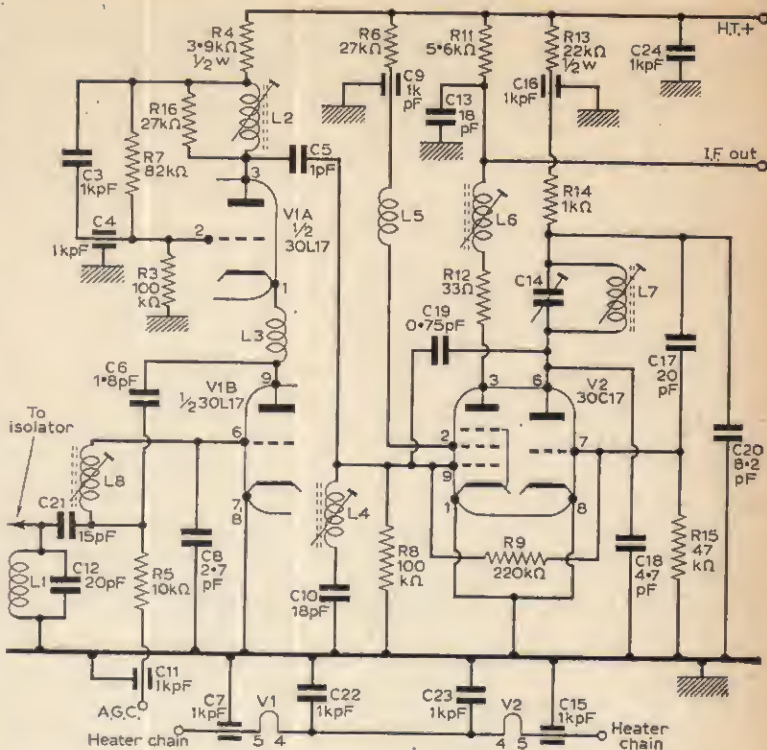 R4
3·9kΩ
½w
R6
27kΩ
R11
5·6kΩ
R13
22kΩ
½w
H.T.+
C24
1kpF
R16
27kΩ
L2
C9
1k
pF
C13
18
pF
C16
1kpF
C3
1kpF
R7
82kΩ
C5
1pF
I.F out
3
C4
1kpF
2
V1A
½
30L17
L5
L6
R14
1kΩ
R3
100
kΩ
1
L3
R12
33Ω
C14
L7
C19
0·75pF
C17
20
pF
C6
1·8pF
V1B
½30L17
9
3
6
V2
30C17
To
isolator
6
2
9
7
C20
8·2
pF
L8
C21
15pF
7
8
L4
1
8
R9
220kΩ
R8
100
kΩ
C18
4·7
pF
R15
47
kΩ
L1
C12
20pF
R5
10kΩ
C8
2·7
pF
C10
18pF
C11
1kpF
A.G.C.
C7
1kpF
V1
C22
1kpF
C23
1kpF
V2
C15
1kpF
Heater chain
5 4
4 5
Heater
chain